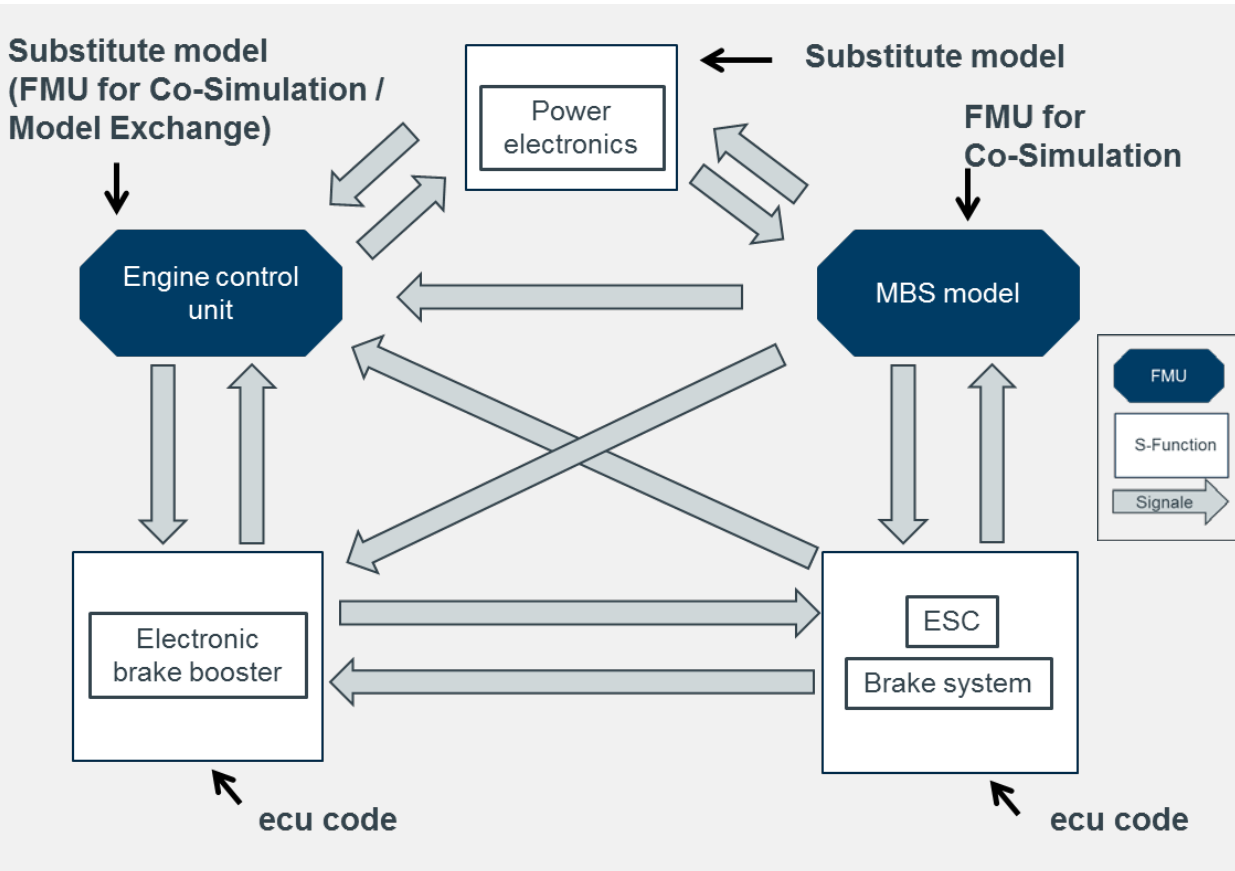 Substitute model
(FMU for Co-Simulation /
Model Exchange)
Substitute model
Power
electronics
FMU for
Co-Simulation
Engine control
unit
MBS model
FMU
S-Function
Signale
Electronic
brake booster
ESC
Brake system
ecu code
ecu code